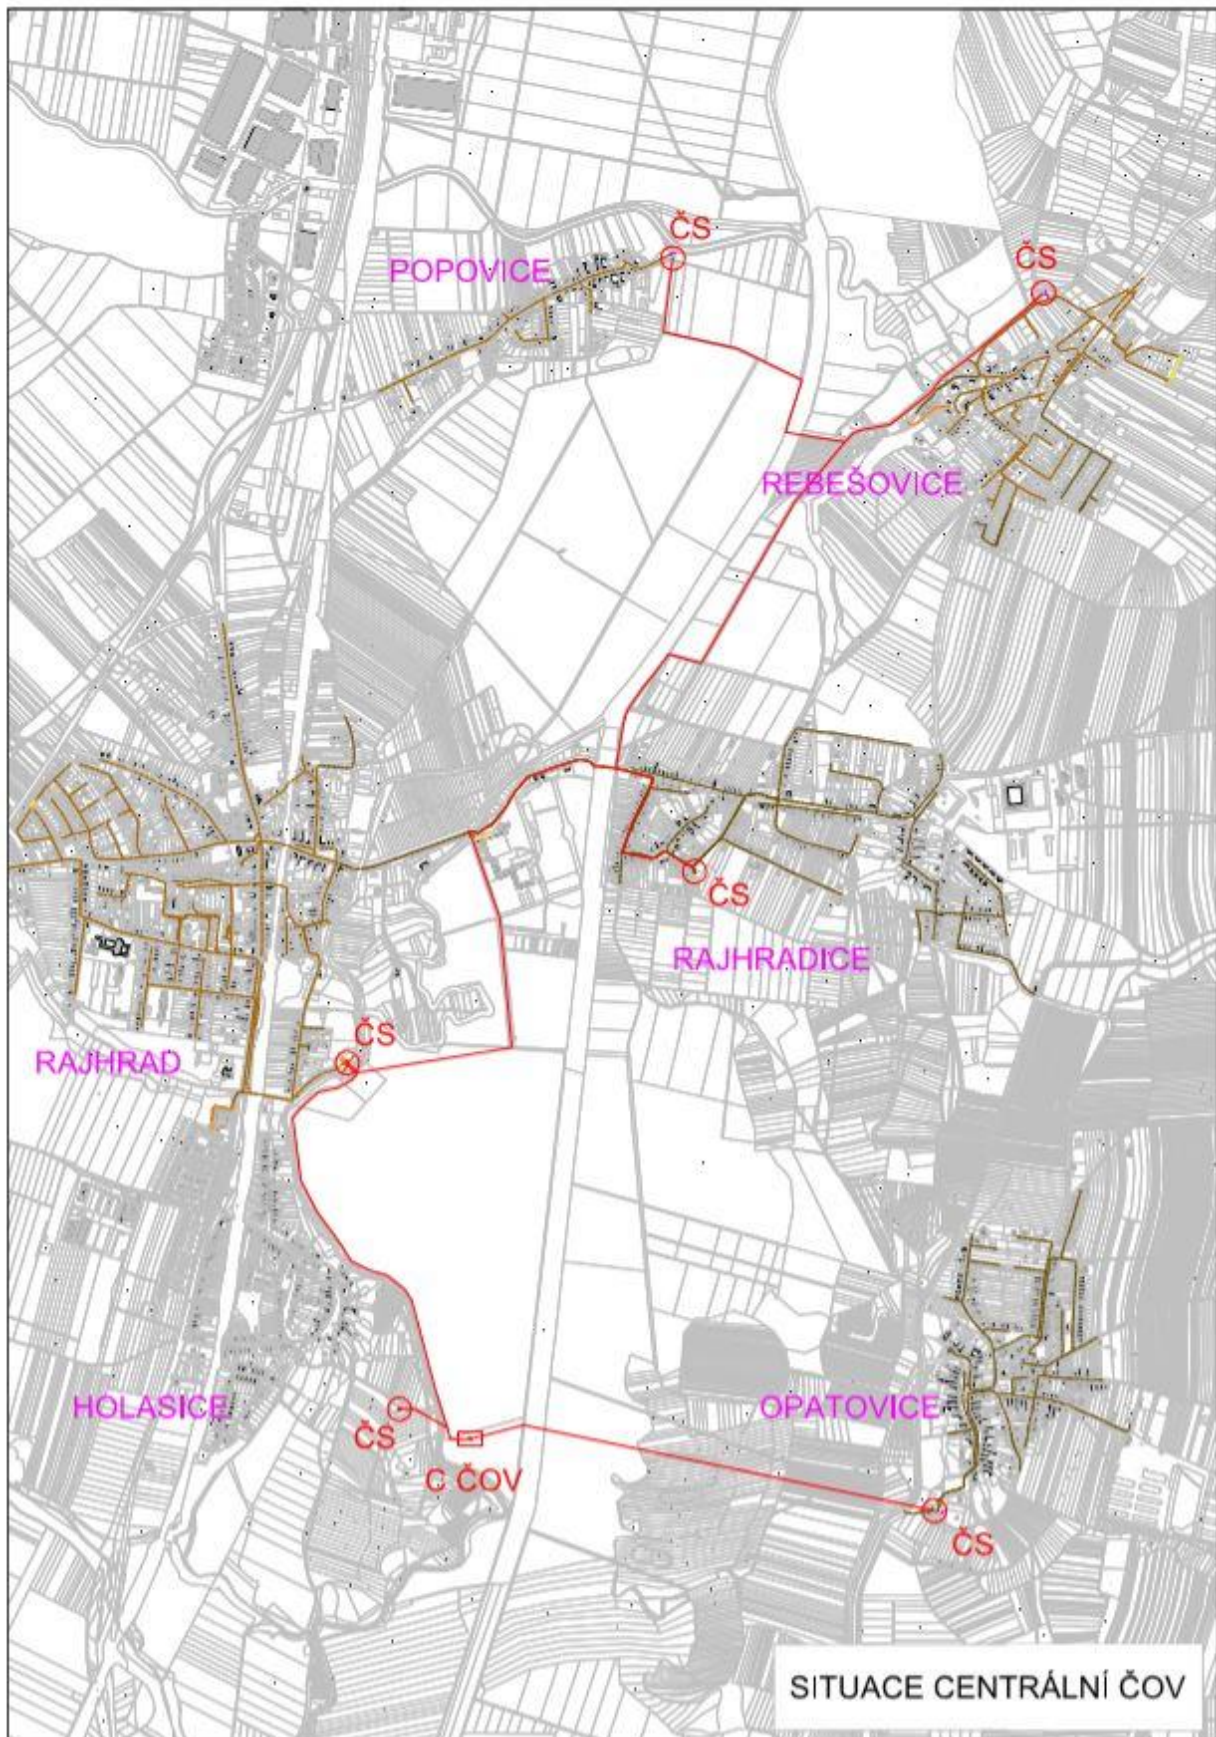 ČS
POPOVICE
ČS
REBEŠOVICE
ČS
RAJHRADICE
ČS
RAJHRAD
HOLASICE
ČS
C ČOV
OPATOVICE
ČS
SITUACE CENTRÁLNÍ ČOV